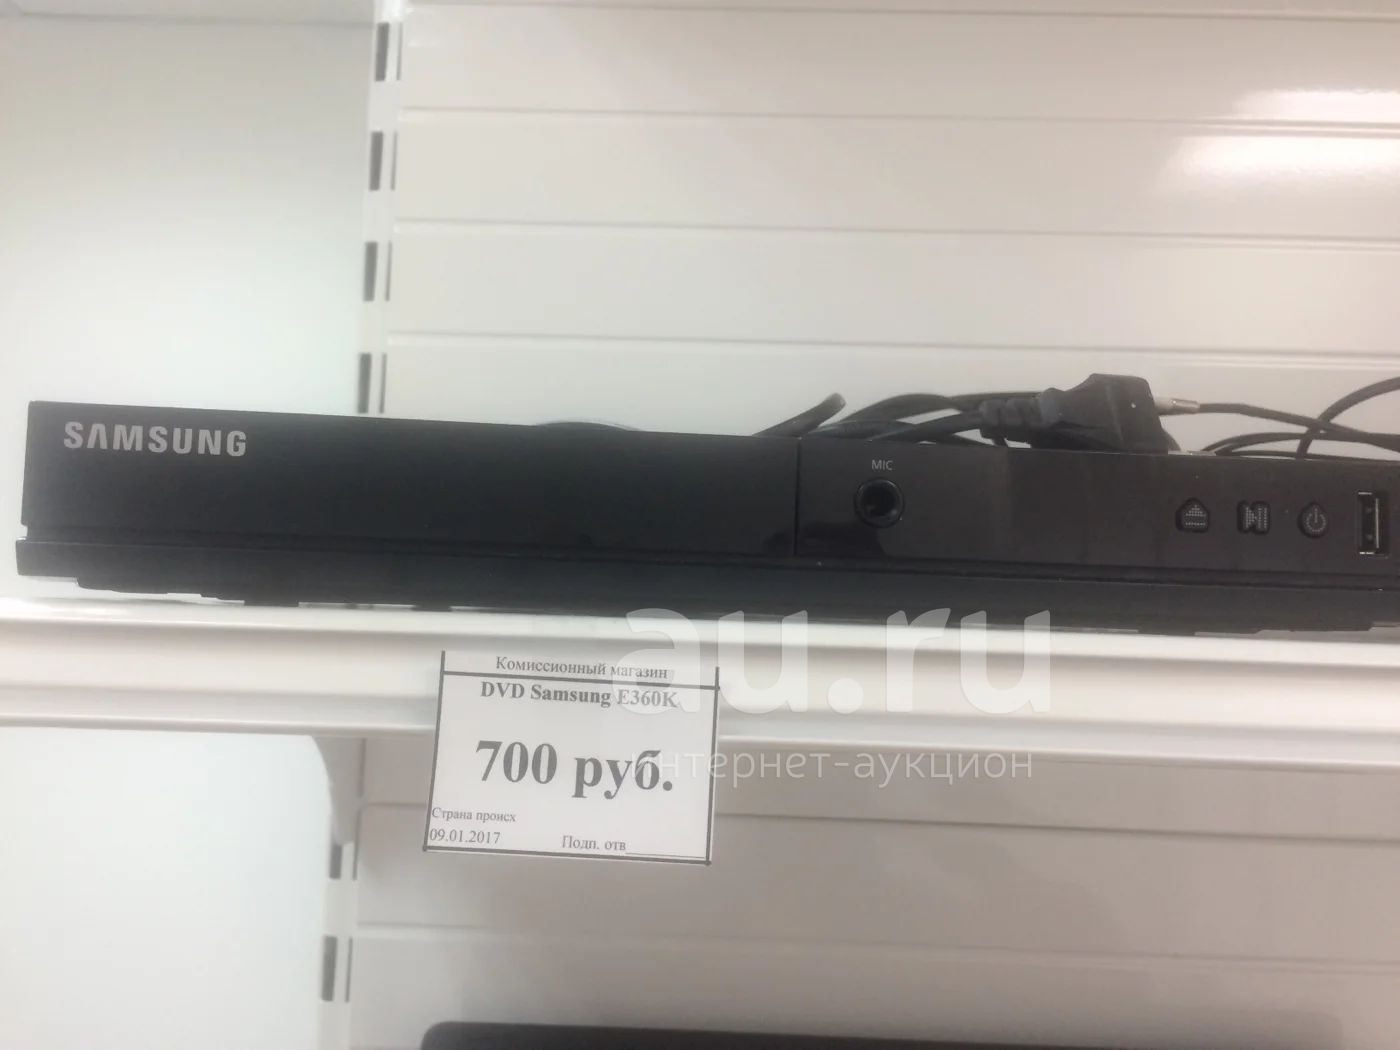 SAMSUNG
MIC
au.ru
интернет-аукцион
Комиссионный магазин
DVD Samsung E360K
700 руб.
Страна происх
09.01.2017 Подп. отв